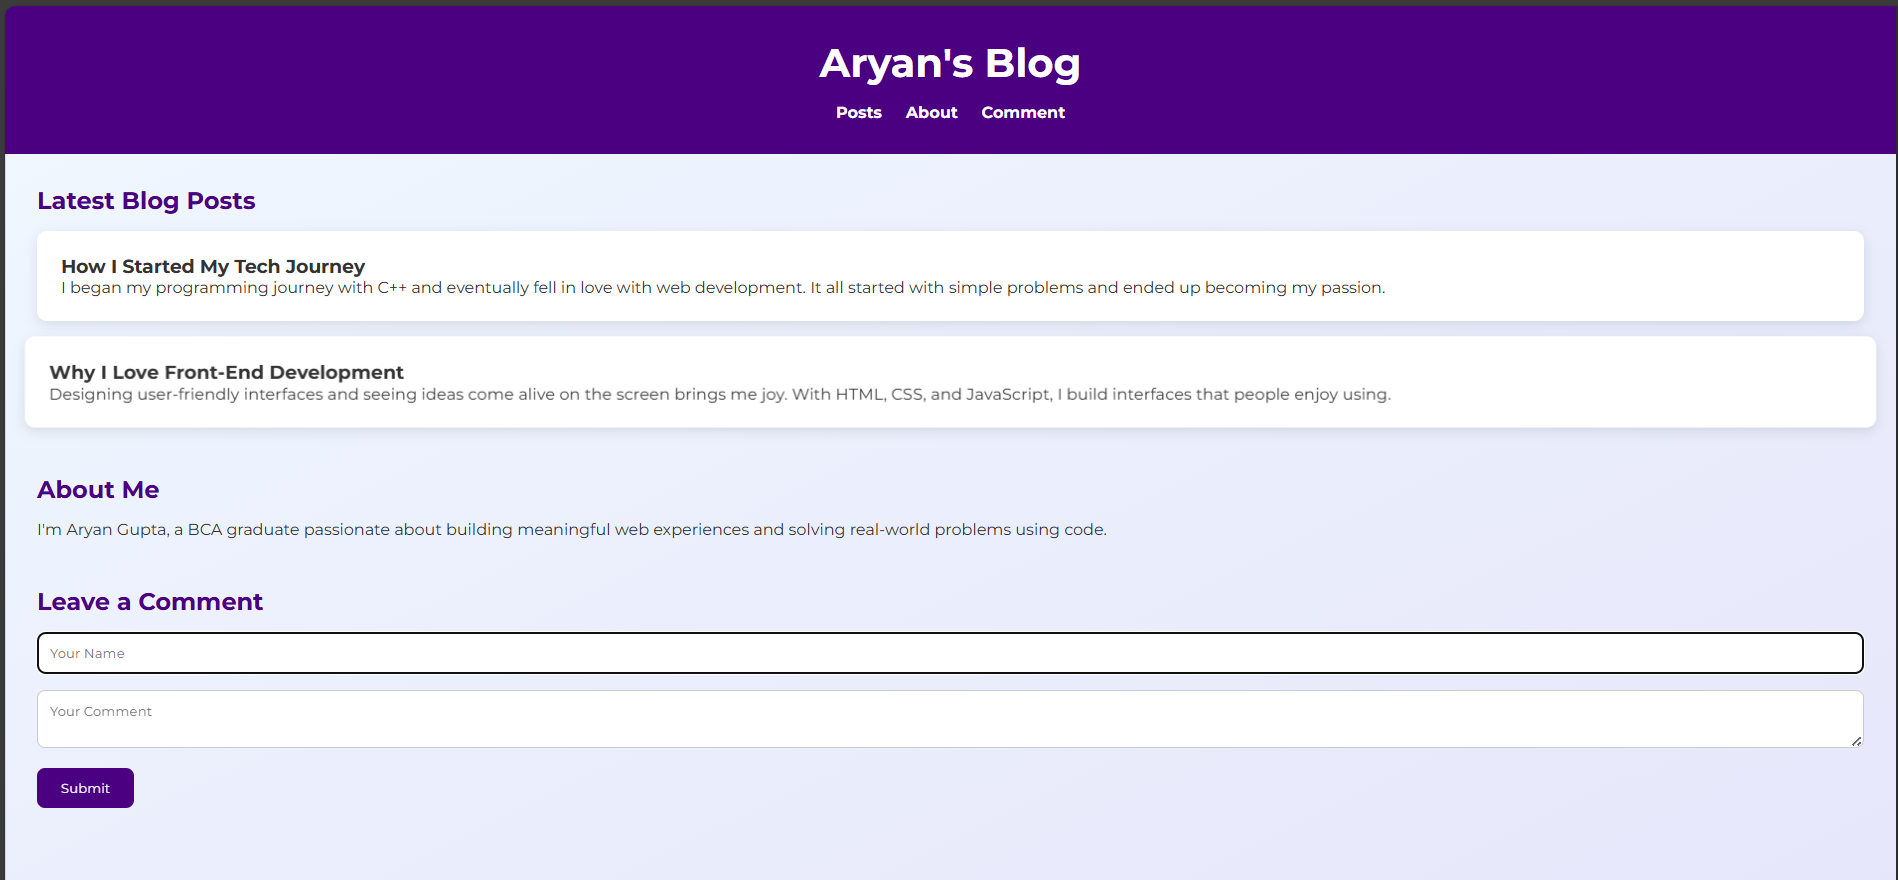 Aryan's Blog
Posts About Comment
Latest Blog Posts
How I Started My Tech Journey
I began my programming journey with C++ and eventually fell in love with web development. It all started with simple problems and ended up becoming my passion.
Why I Love Front-End Development
Designing user-friendly interfaces and seeing ideas come alive on the screen brings me joy. With HTML, CSS, and JavaScript, I build interfaces that people enjoy using.
About Me
I'm Aryan Gupta, a BCA graduate passionate about building meaningful web experiences and solving real-world problems using code.
Leave a Comment
Your Name
Your Comment
Submit